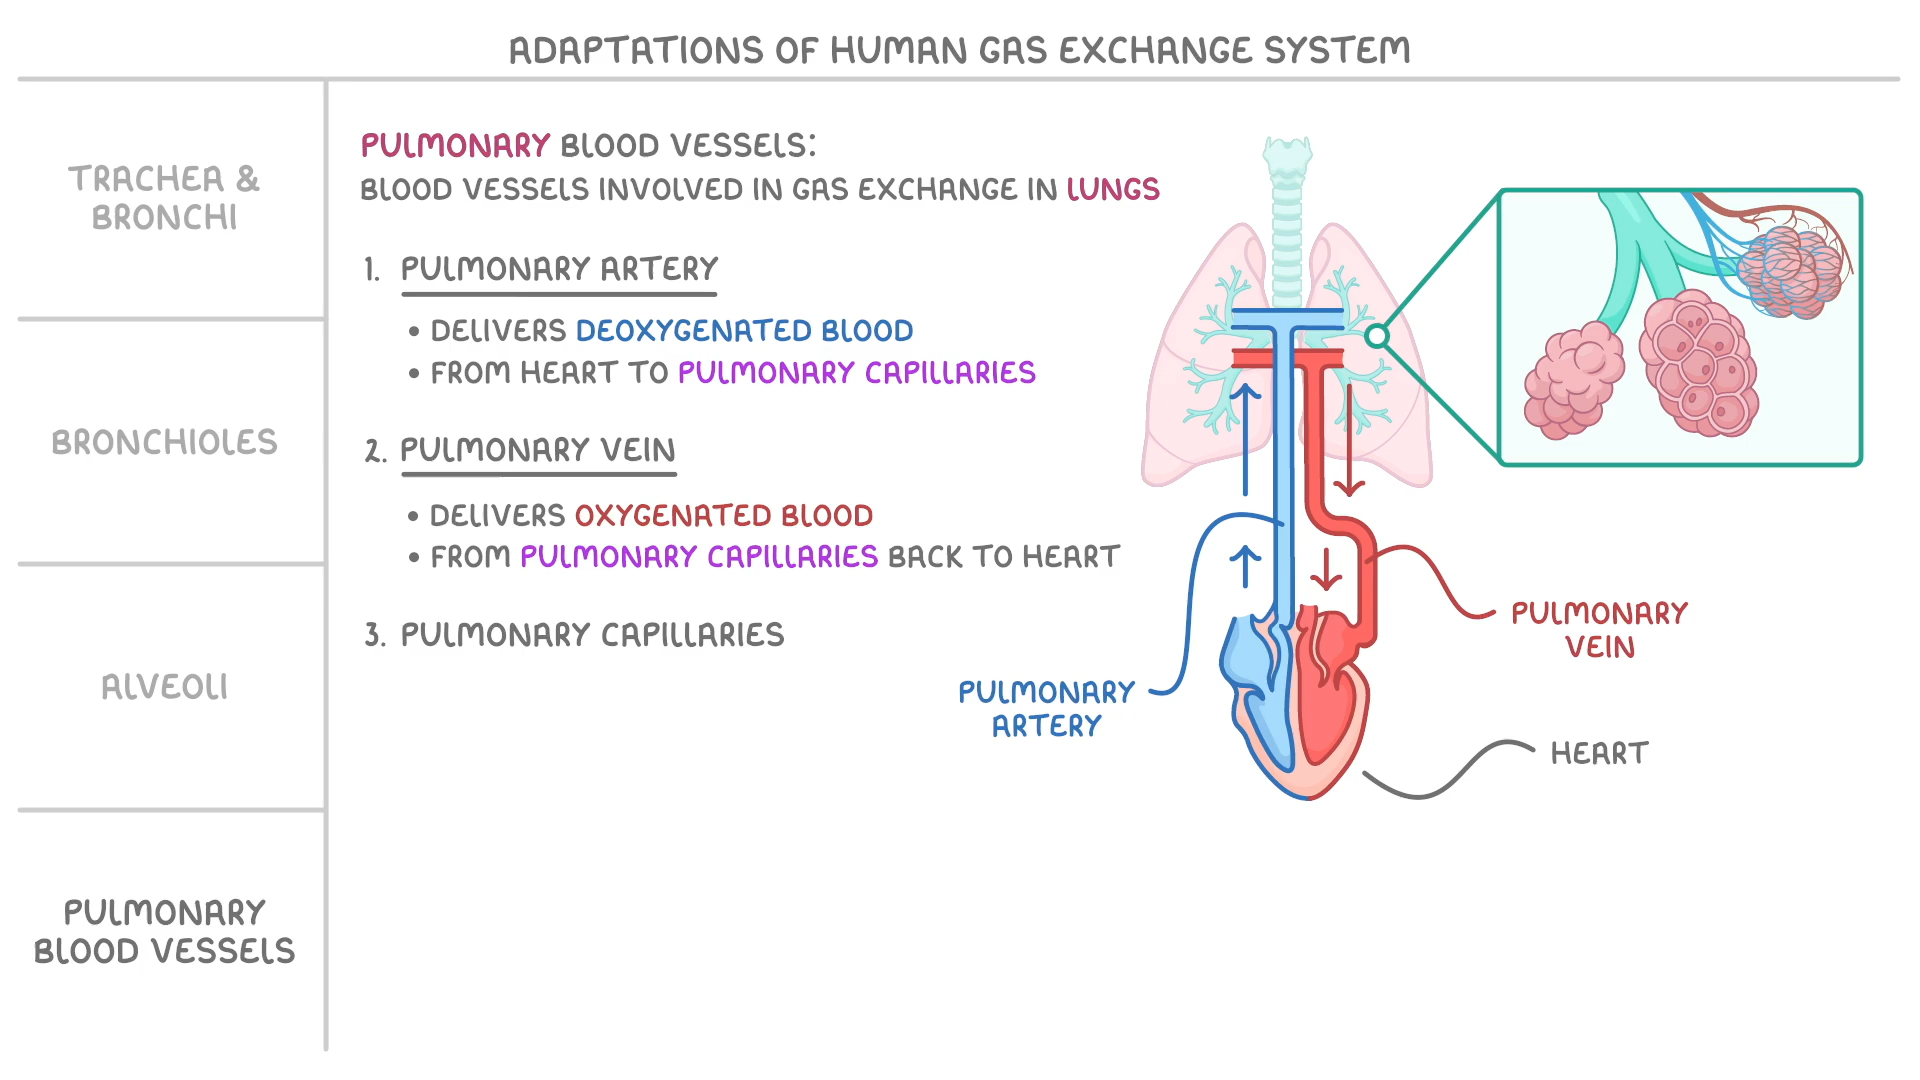 ADAPTATIONS OF HUMAN GAS EXCHANGE SYSTEM
TRACHEA &
BRONCHI
BRONCHIOLES
ALVEOLI
PULMONARY
BLOOD VESSELS
PULMONARY BLOOD VESSELS:
BLOOD VESSELS INVOLVED IN GAS EXCHANGE IN LUNGS
1. PULMONARY ARTERY
• DELIVERS DEOXYGENATED BLOOD
• FROM HEART TO PULMONARY CAPILLARIES
2. PULMONARY VEIN
• DELIVERS OXYGENATED BLOOD
• FROM PULMONARY CAPILLARIES BACK TO HEART
3. PULMONARY CAPILLARIES
PULMONARY
ARTERY
PULMONARY
VEIN
HEART